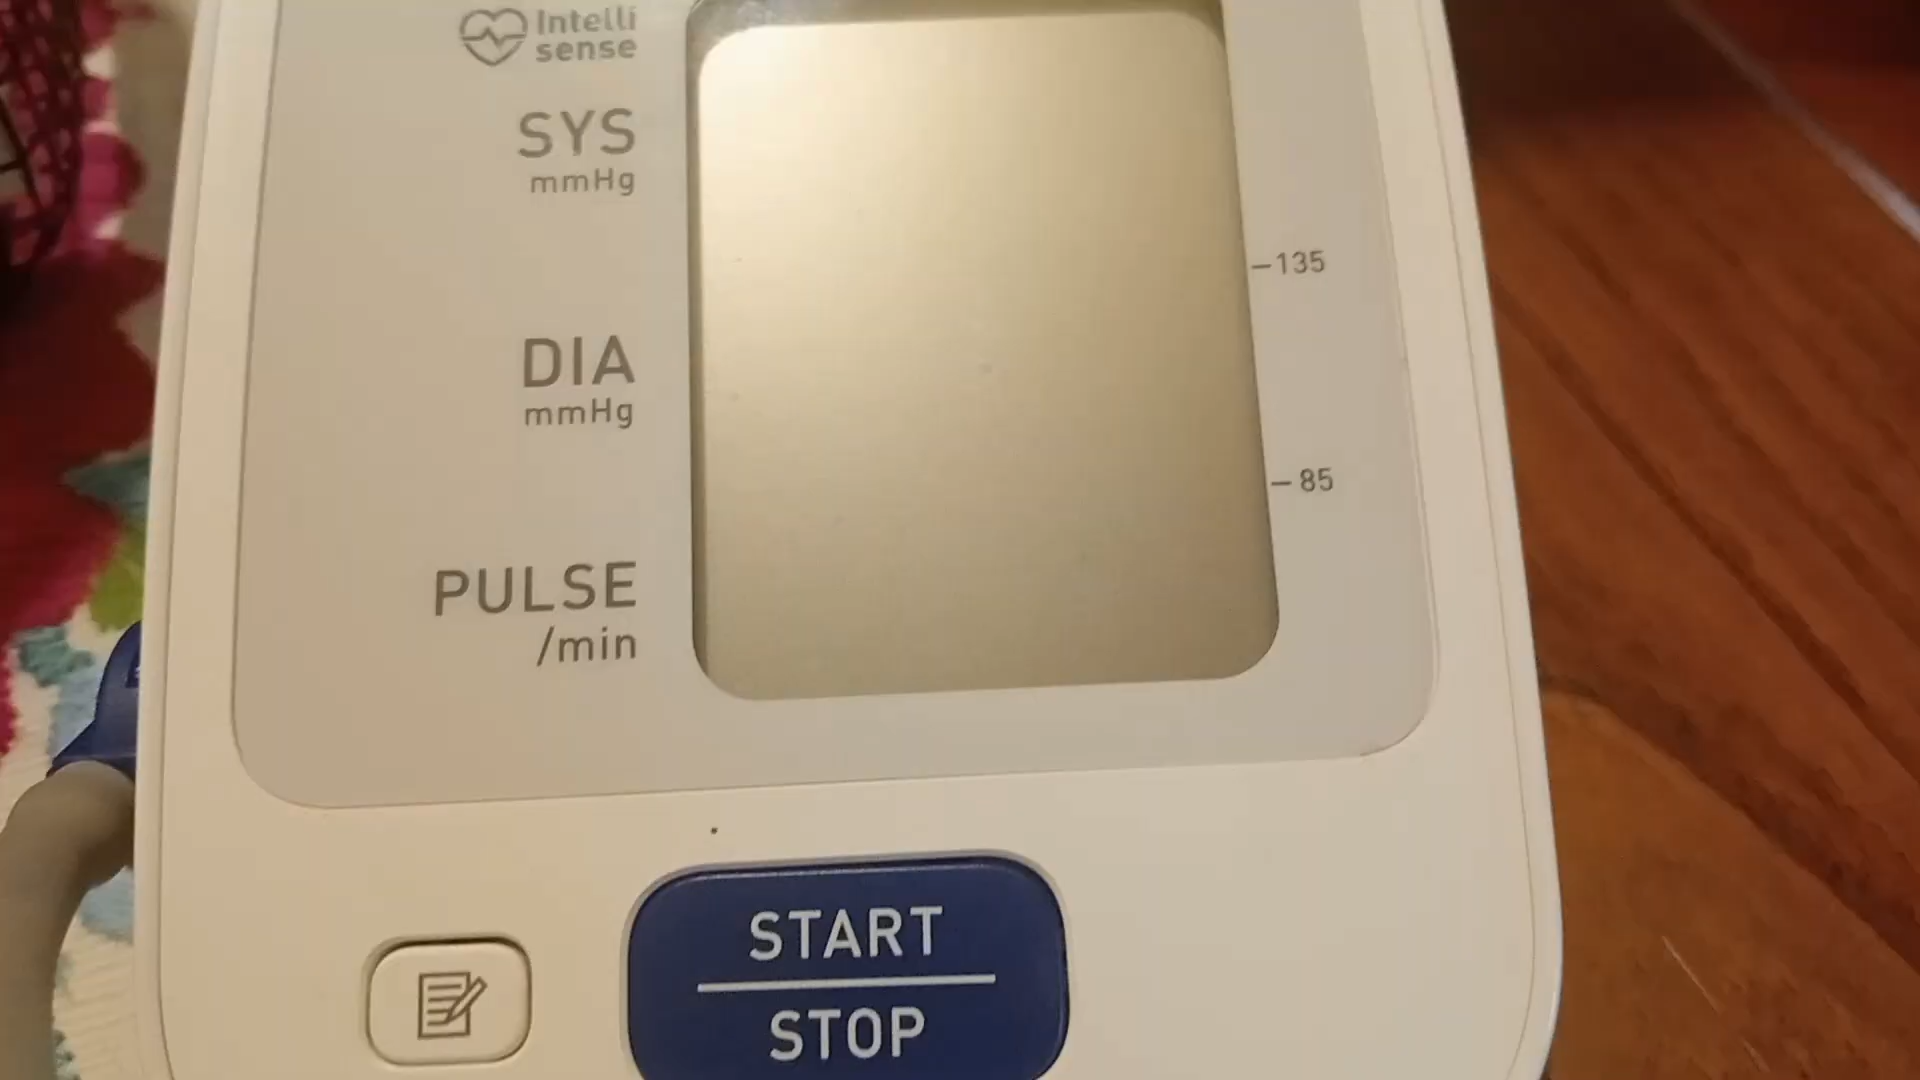 Intelli
sense
SYS
mmHg
–135
DIA
mmHg
–85
PULSE
/min
START
STOP